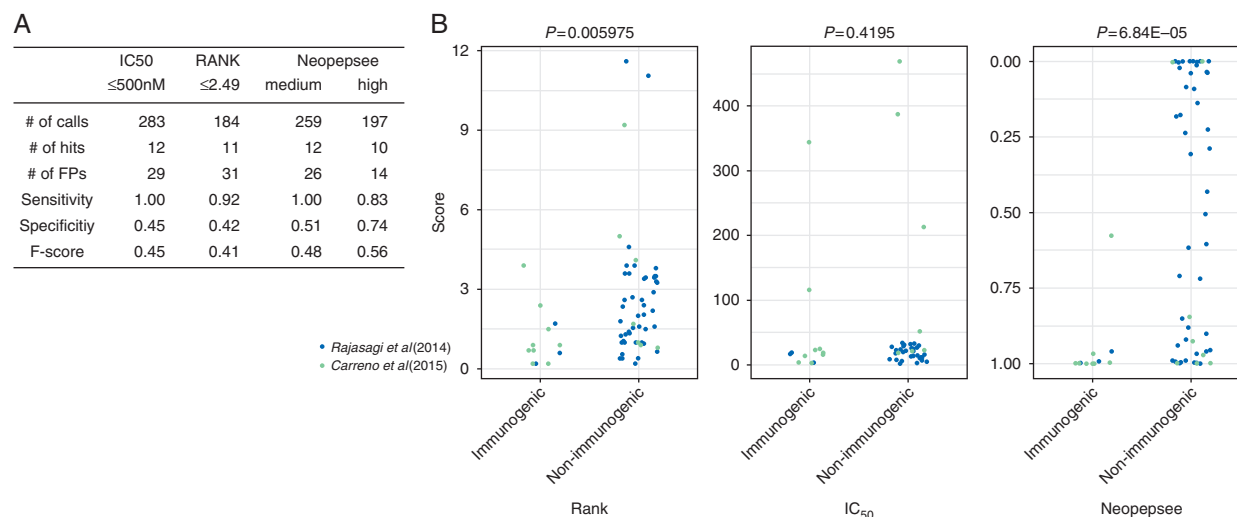 A
IC50 RANK Neopepsee
≤500nM ≤2.49 medium high
# of calls 283 184 259 197
# of hits 12 11 12 10
# of FPs 29 31 26 14
Sensitivity 1.00 0.92 1.00 0.83
Specificitiy 0.45 0.42 0.51 0.74
F-score 0.45 0.41 0.48 0.56
Rajasagi et al(2014)
Carreno et al(2015)
B
P=0.005975
Score
12
9
6
3
0
Immunogenic
Non-immunogenic
Rank
P=0.4195
400
300
200
100
0
Immunogenic
Non-immunogenic
IC50
P=6.84E–05
0.00
0.25
0.50
0.75
1.00
Immunogenic
Non-immunogenic
Neopepsee